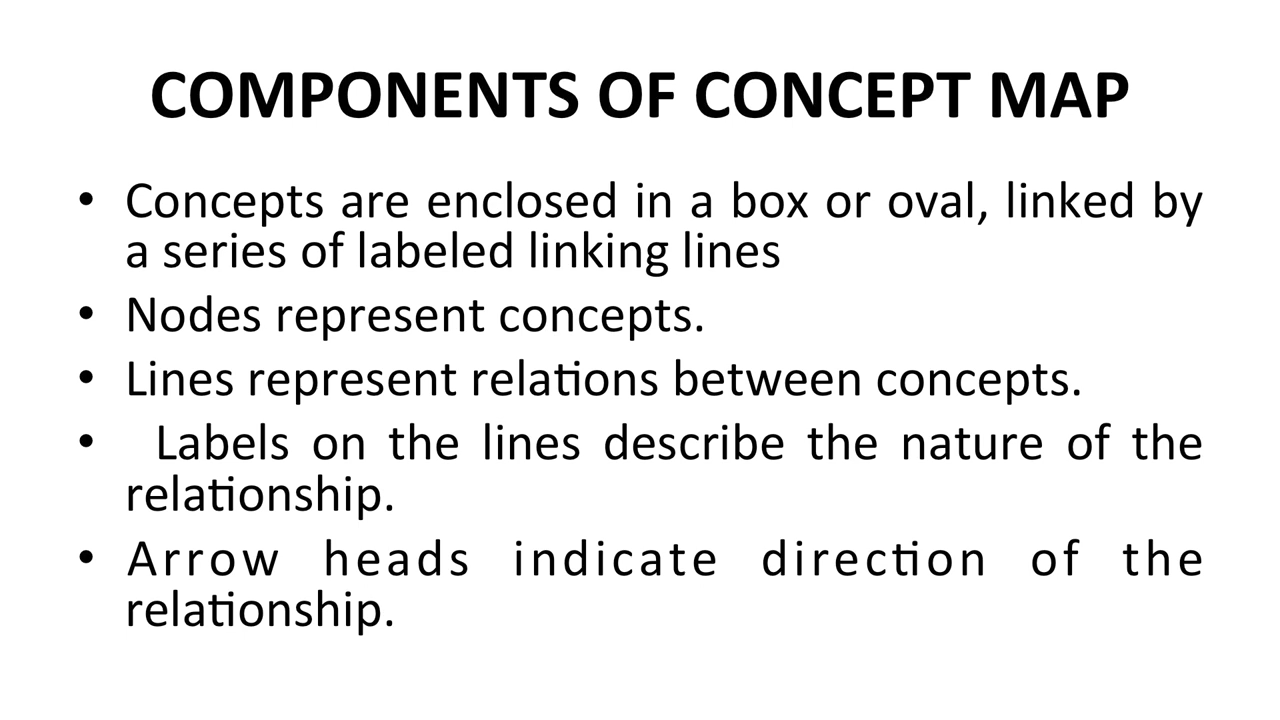 COMPONENTS OF CONCEPT MAP
• Concepts are enclosed in a box or oval, linked by
a series of labeled linking lines
• Nodes represent concepts.
• Lines represent relations between concepts.
• Labels on the lines describe the nature of the
relationship.
• Arrow heads indicate direction of the
relationship.